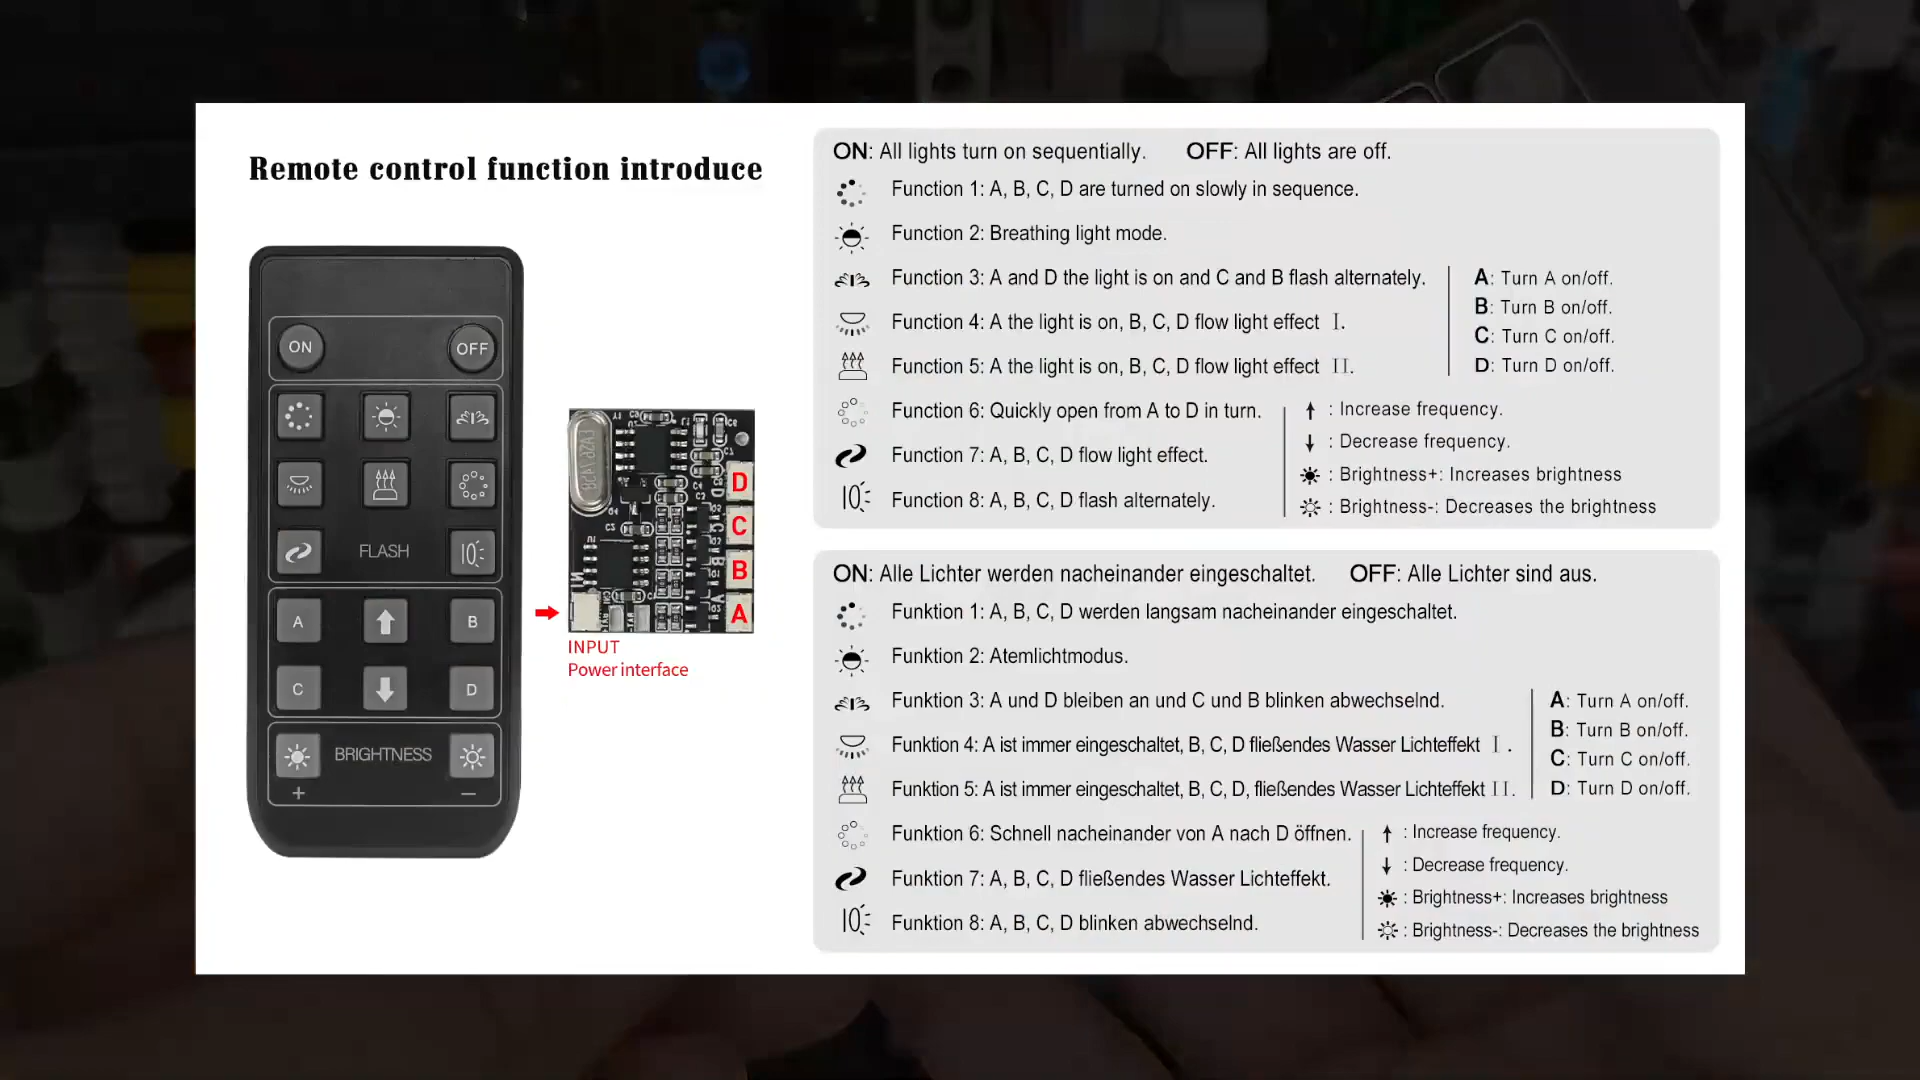 Remote control function introduce
ON
OFF
FLASH
A
B
C
D
BRIGHTNESS
+
−
D
C
B
A
INPUT
Power interface
ON: All lights turn on sequentially. OFF: All lights are off.
Function 1: A, B, C, D are turned on slowly in sequence.
Function 2: Breathing light mode.
Function 3: A and D the light is on and C and B flash alternately.
Function 4: A the light is on, B, C, D flow light effect I.
Function 5: A the light is on, B, C, D flow light effect II.
Function 6: Quickly open from A to D in turn.
Function 7: A, B, C, D flow light effect.
Function 8: A, B, C, D flash alternately.
A: Turn A on/off.
B: Turn B on/off.
C: Turn C on/off.
D: Turn D on/off.
: Increase frequency.
: Decrease frequency.
: Brightness+: Increases brightness
: Brightness-: Decreases the brightness
ON: Alle Lichter werden nacheinander eingeschaltet. OFF: Alle Lichter sind aus.
Funktion 1: A, B, C, D werden langsam nacheinander eingeschaltet.
Funktion 2: Atemlichtmodus.
Funktion 3: A und D bleiben an und C und B blinken abwechselnd.
Funktion 4: A ist immer eingeschaltet, B, C, D fließendes Wasser Lichteffekt I .
Funktion 5: A ist immer eingeschaltet, B, C, D, fließendes Wasser Lichteffekt II.
Funktion 6: Schnell nacheinander von A nach D öffnen.
Funktion 7: A, B, C, D fließendes Wasser Lichteffekt.
Funktion 8: A, B, C, D blinken abwechselnd.
A: Turn A on/off.
B: Turn B on/off.
C: Turn C on/off.
D: Turn D on/off.
: Increase frequency.
: Decrease frequency.
: Brightness+: Increases brightness
: Brightness-: Decreases the brightness